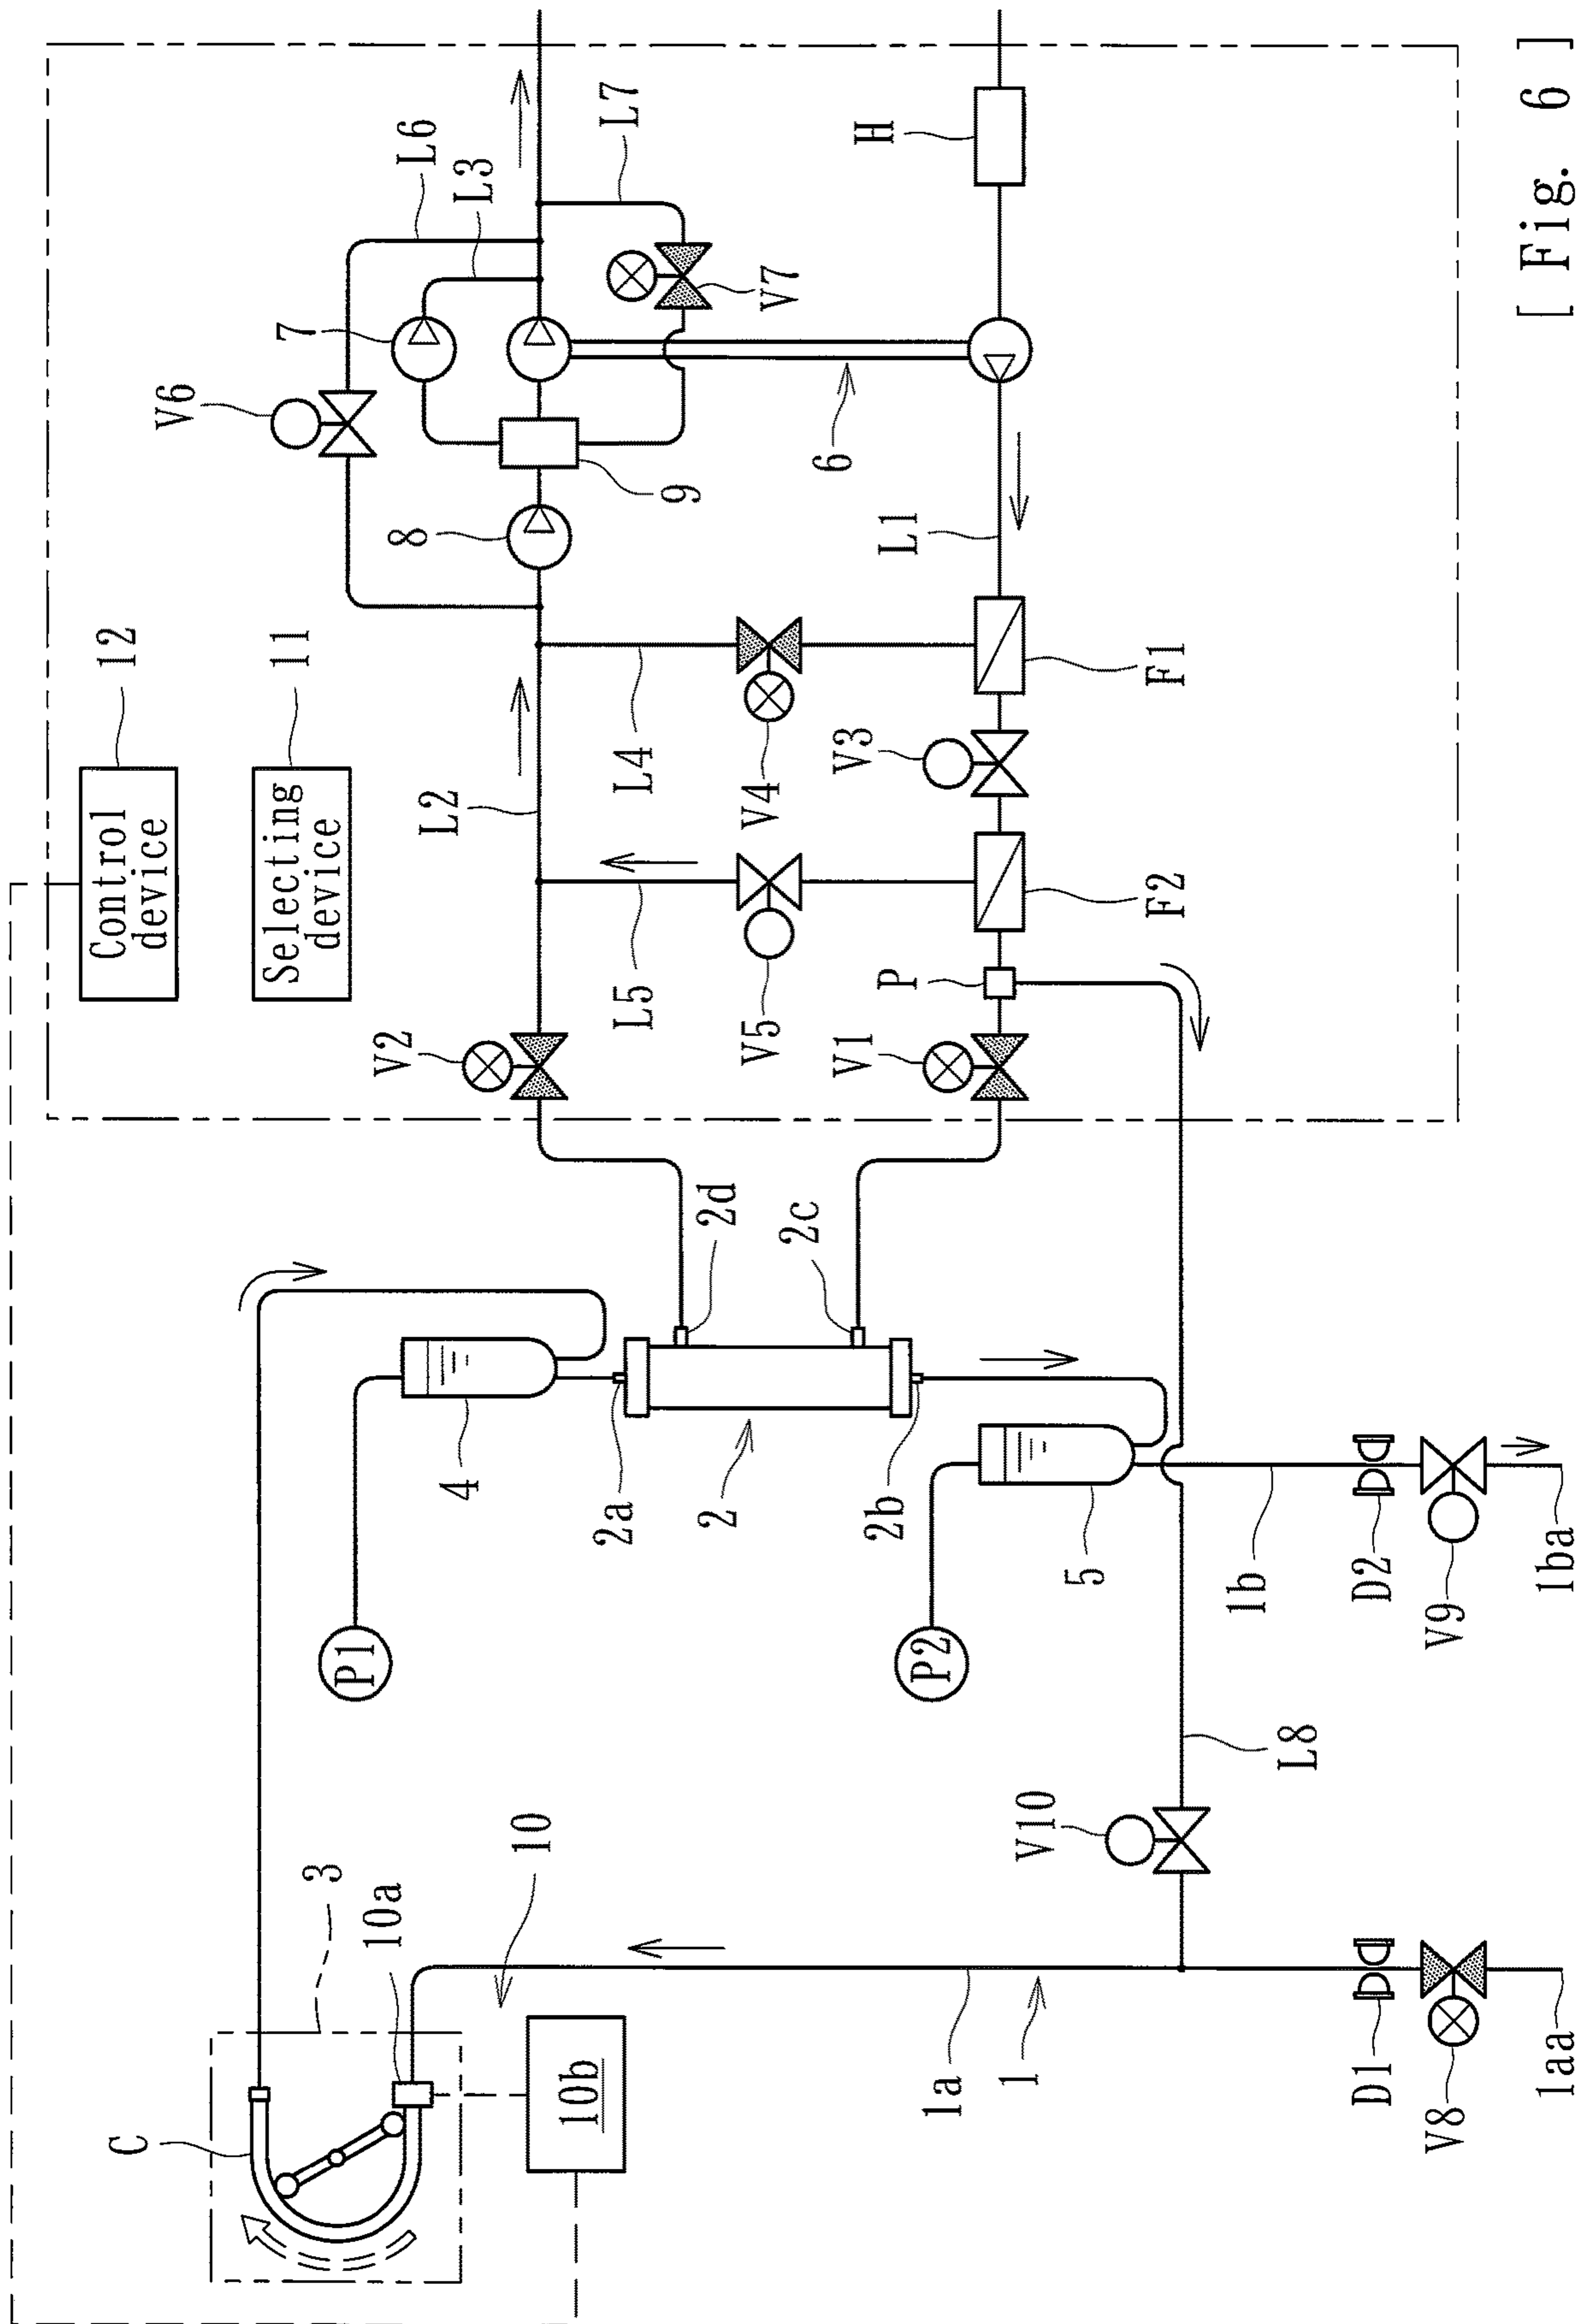 [ Fig. 6 ]
3
10a
C
10
10b
P1
4
2a
2
2b
2d
2c
P2
5
1a
1
L8
V10
1b
D1
V8
1aa
D2
V9
1ba
12
Control
device
11
Selecting
device
V2
L2
L5
V5
P
V1
F2
L4
V4
V3
F1
8
9
V6
7
L6
L3
L7
V7
6
L1
H